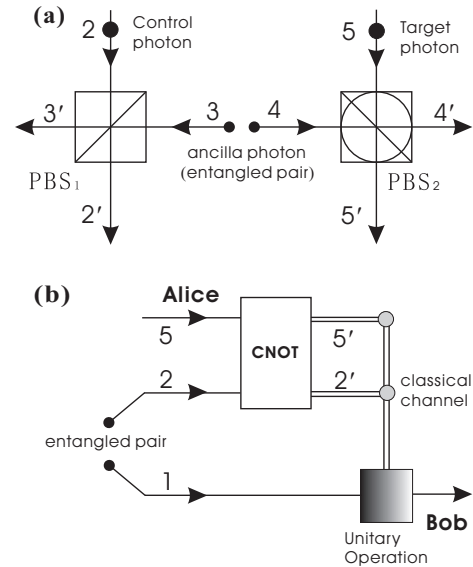 (a)
2
Control
photon
5
Target
photon
3′
3
4
4′
ancilla photon
(entangled pair)
PBS₁
PBS₂
2′
5′
(b)
Alice
5
CNOT
5′
2
2′
classical
channel
entangled pair
1
Bob
Unitary
Operation